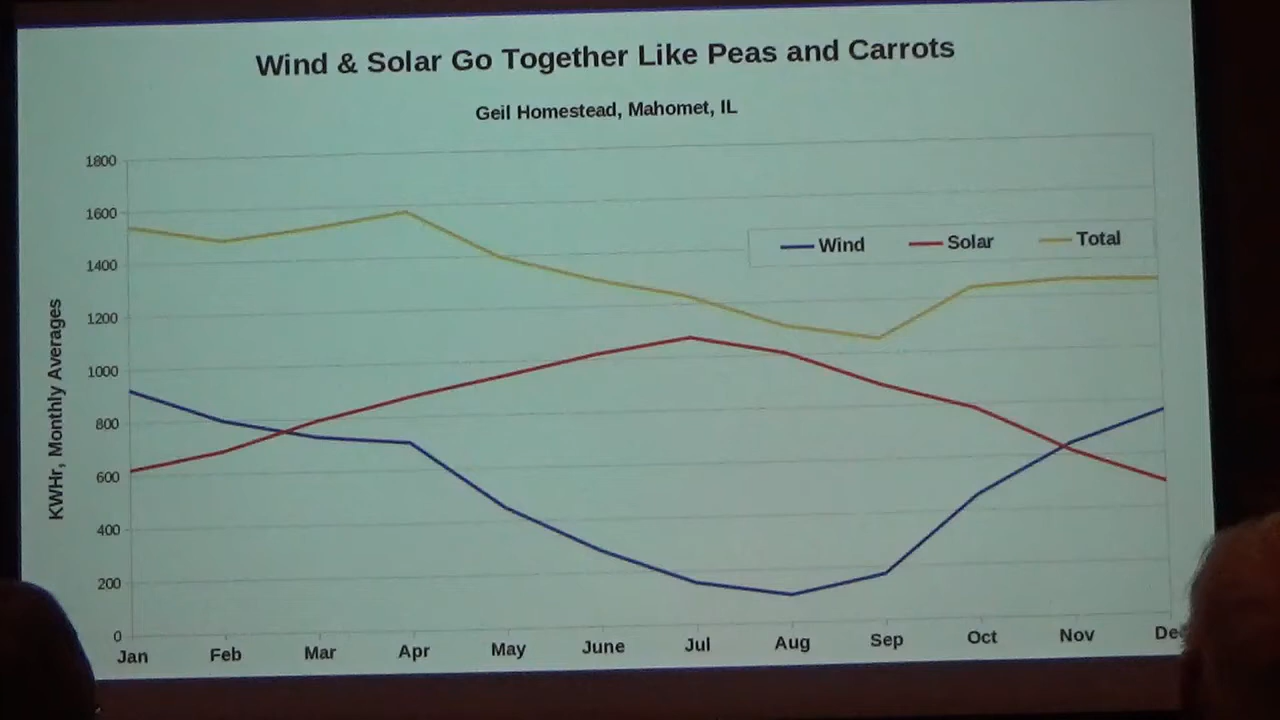 Wind & Solar Go Together Like Peas and Carrots
Geil Homestead, Mahomet, IL
KWHr, Monthly Averages
1800
1600
1400
1200
1000
800
600
400
200
0
Wind Solar Total
Jan Feb Mar Apr May June Jul Aug Sep Oct Nov De